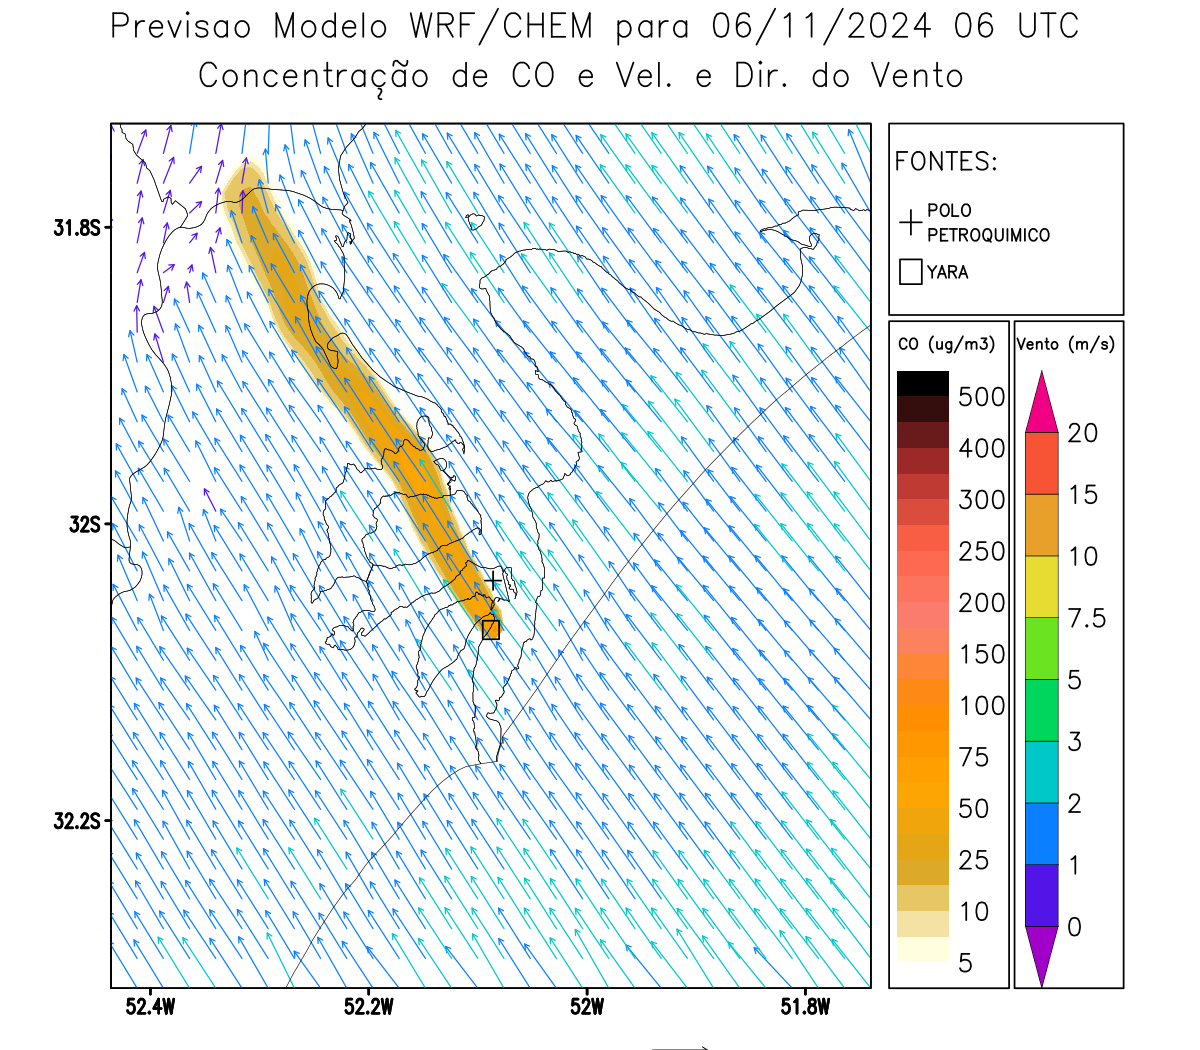 Previsao Modelo WRF/CHEM para 06/11/2024 06 UTC
Concentração de CO e Vel. e Dir. do Vento
FONTES:
POLO
PETROQUIMICO
YARA
CO (ug/m3)
500
400
300
250
200
150
100
75
50
25
10
5
Vento (m/s)
20
15
10
7.5
5
3
2
1
0
31.8S
32S
32.2S
52.4W
52.2W
52W
51.8W